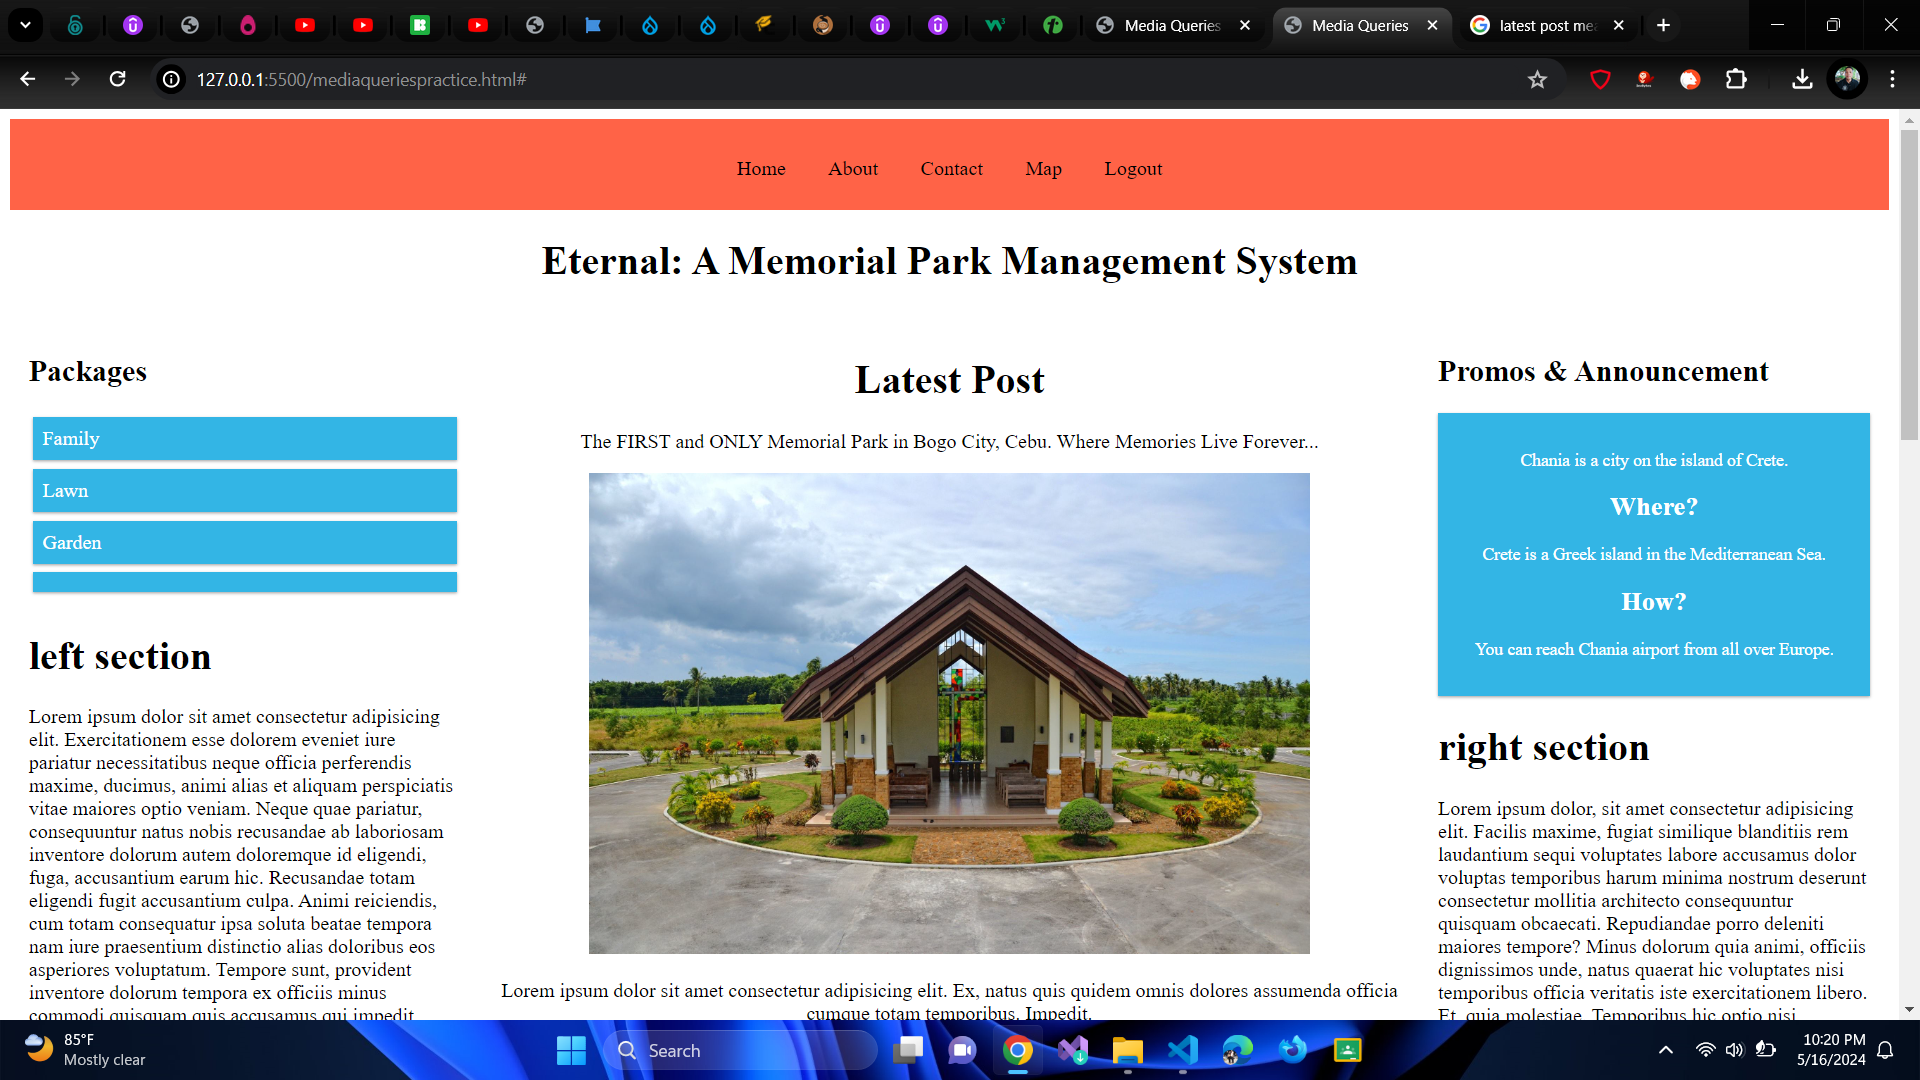 Media Queries
Media Queries
latest post mea
127.0.0.1:5500/mediaqueriespractice.html#
Home About Contact Map Logout
Eternal: A Memorial Park Management System
Packages
Family
Lawn
Garden
left section
Lorem ipsum dolor sit amet consectetur adipisicing
elit. Exercitationem esse dolorem eveniet iure
pariatur necessitatibus neque officia perferendis
maxime, ducimus, animi alias et aliquam perspiciatis
vitae maiores optio veniam. Neque quae pariatur,
consequuntur natus nobis recusandae ab laboriosam
inventore dolorum autem doloremque id eligendi,
fuga, accusantium earum hic. Recusandae totam
eligendi fugit accusantium culpa. Animi reiciendis,
cum totam consequatur ipsa soluta beatae tempora
nam iure praesentium distinctio alias doloribus eos
asperiores voluptatum. Tempore sunt, provident
inventore dolorum tempora ex officiis minus
commodi quisquam quis accusamus qui impedit
Latest Post
The FIRST and ONLY Memorial Park in Bogo City, Cebu. Where Memories Live Forever...
Lorem ipsum dolor sit amet consectetur adipisicing elit. Ex, natus quis quidem omnis dolores assumenda officia
cumque totam temporibus. Impedit.
Promos & Announcement
Chania is a city on the island of Crete.
Where?
Crete is a Greek island in the Mediterranean Sea.
How?
You can reach Chania airport from all over Europe.
right section
Lorem ipsum dolor, sit amet consectetur adipisicing
elit. Facilis maxime, fugiat similique blanditiis rem
laudantium sequi voluptates labore accusamus dolor
voluptas temporibus harum minima nostrum deserunt
consectetur mollitia architecto consequuntur
quisquam obcaecati. Repudiandae porro deleniti
maiores tempore? Minus dolorum quia animi, officiis
dignissimos unde, natus quaerat hic voluptates nisi
temporibus officia veritatis iste exercitationem libero.
Et, quia molestiae. Temporibus hic optio nisi
85°F
Mostly clear
Search
10:20 PM
5/16/2024